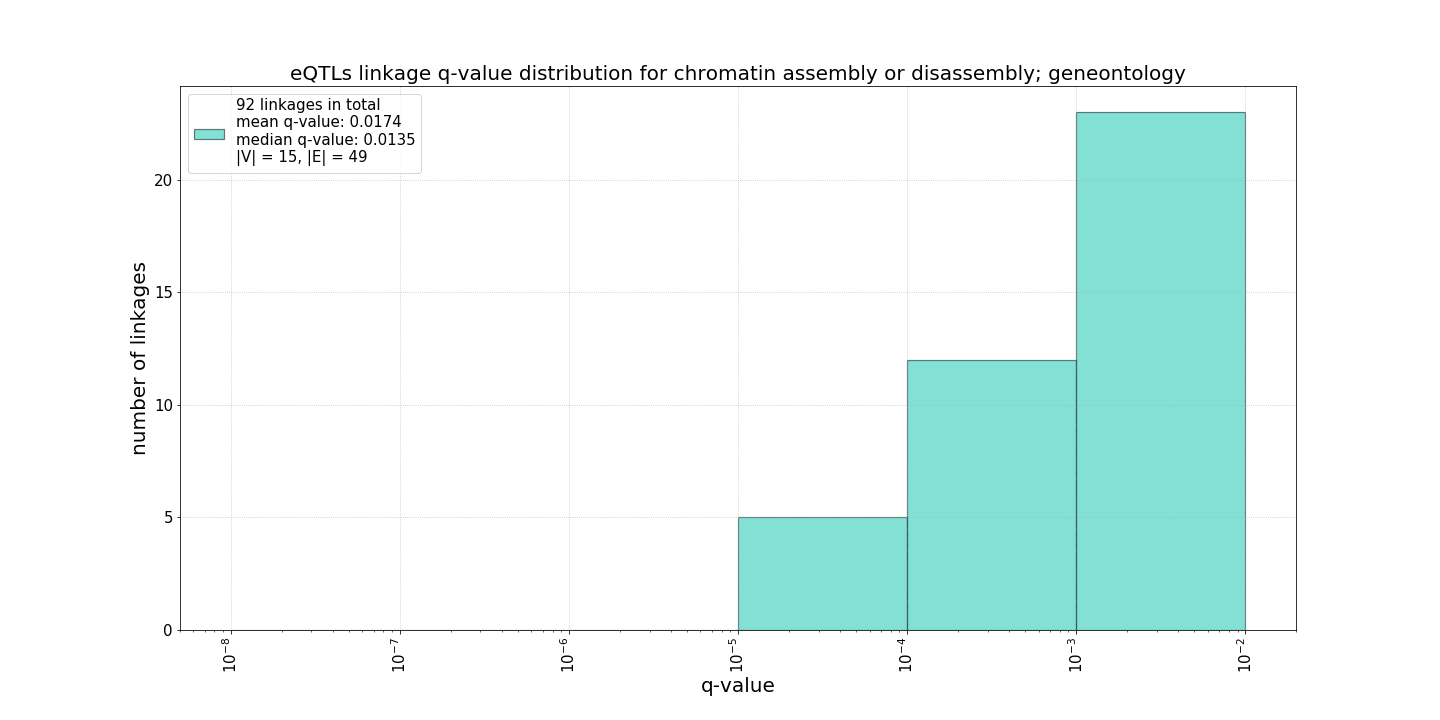 eQTLs linkage q-value distribution for chromatin assembly or disassembly; geneontology
92 linkages in total
mean q-value: 0.0174
median q-value: 0.0135
|V| = 15, |E| = 49
number of linkages
20
15
10
5
0
10⁻⁸ 10⁻⁷ 10⁻⁶ 10⁻⁵ 10⁻⁴ 10⁻³ 10⁻²
q-value